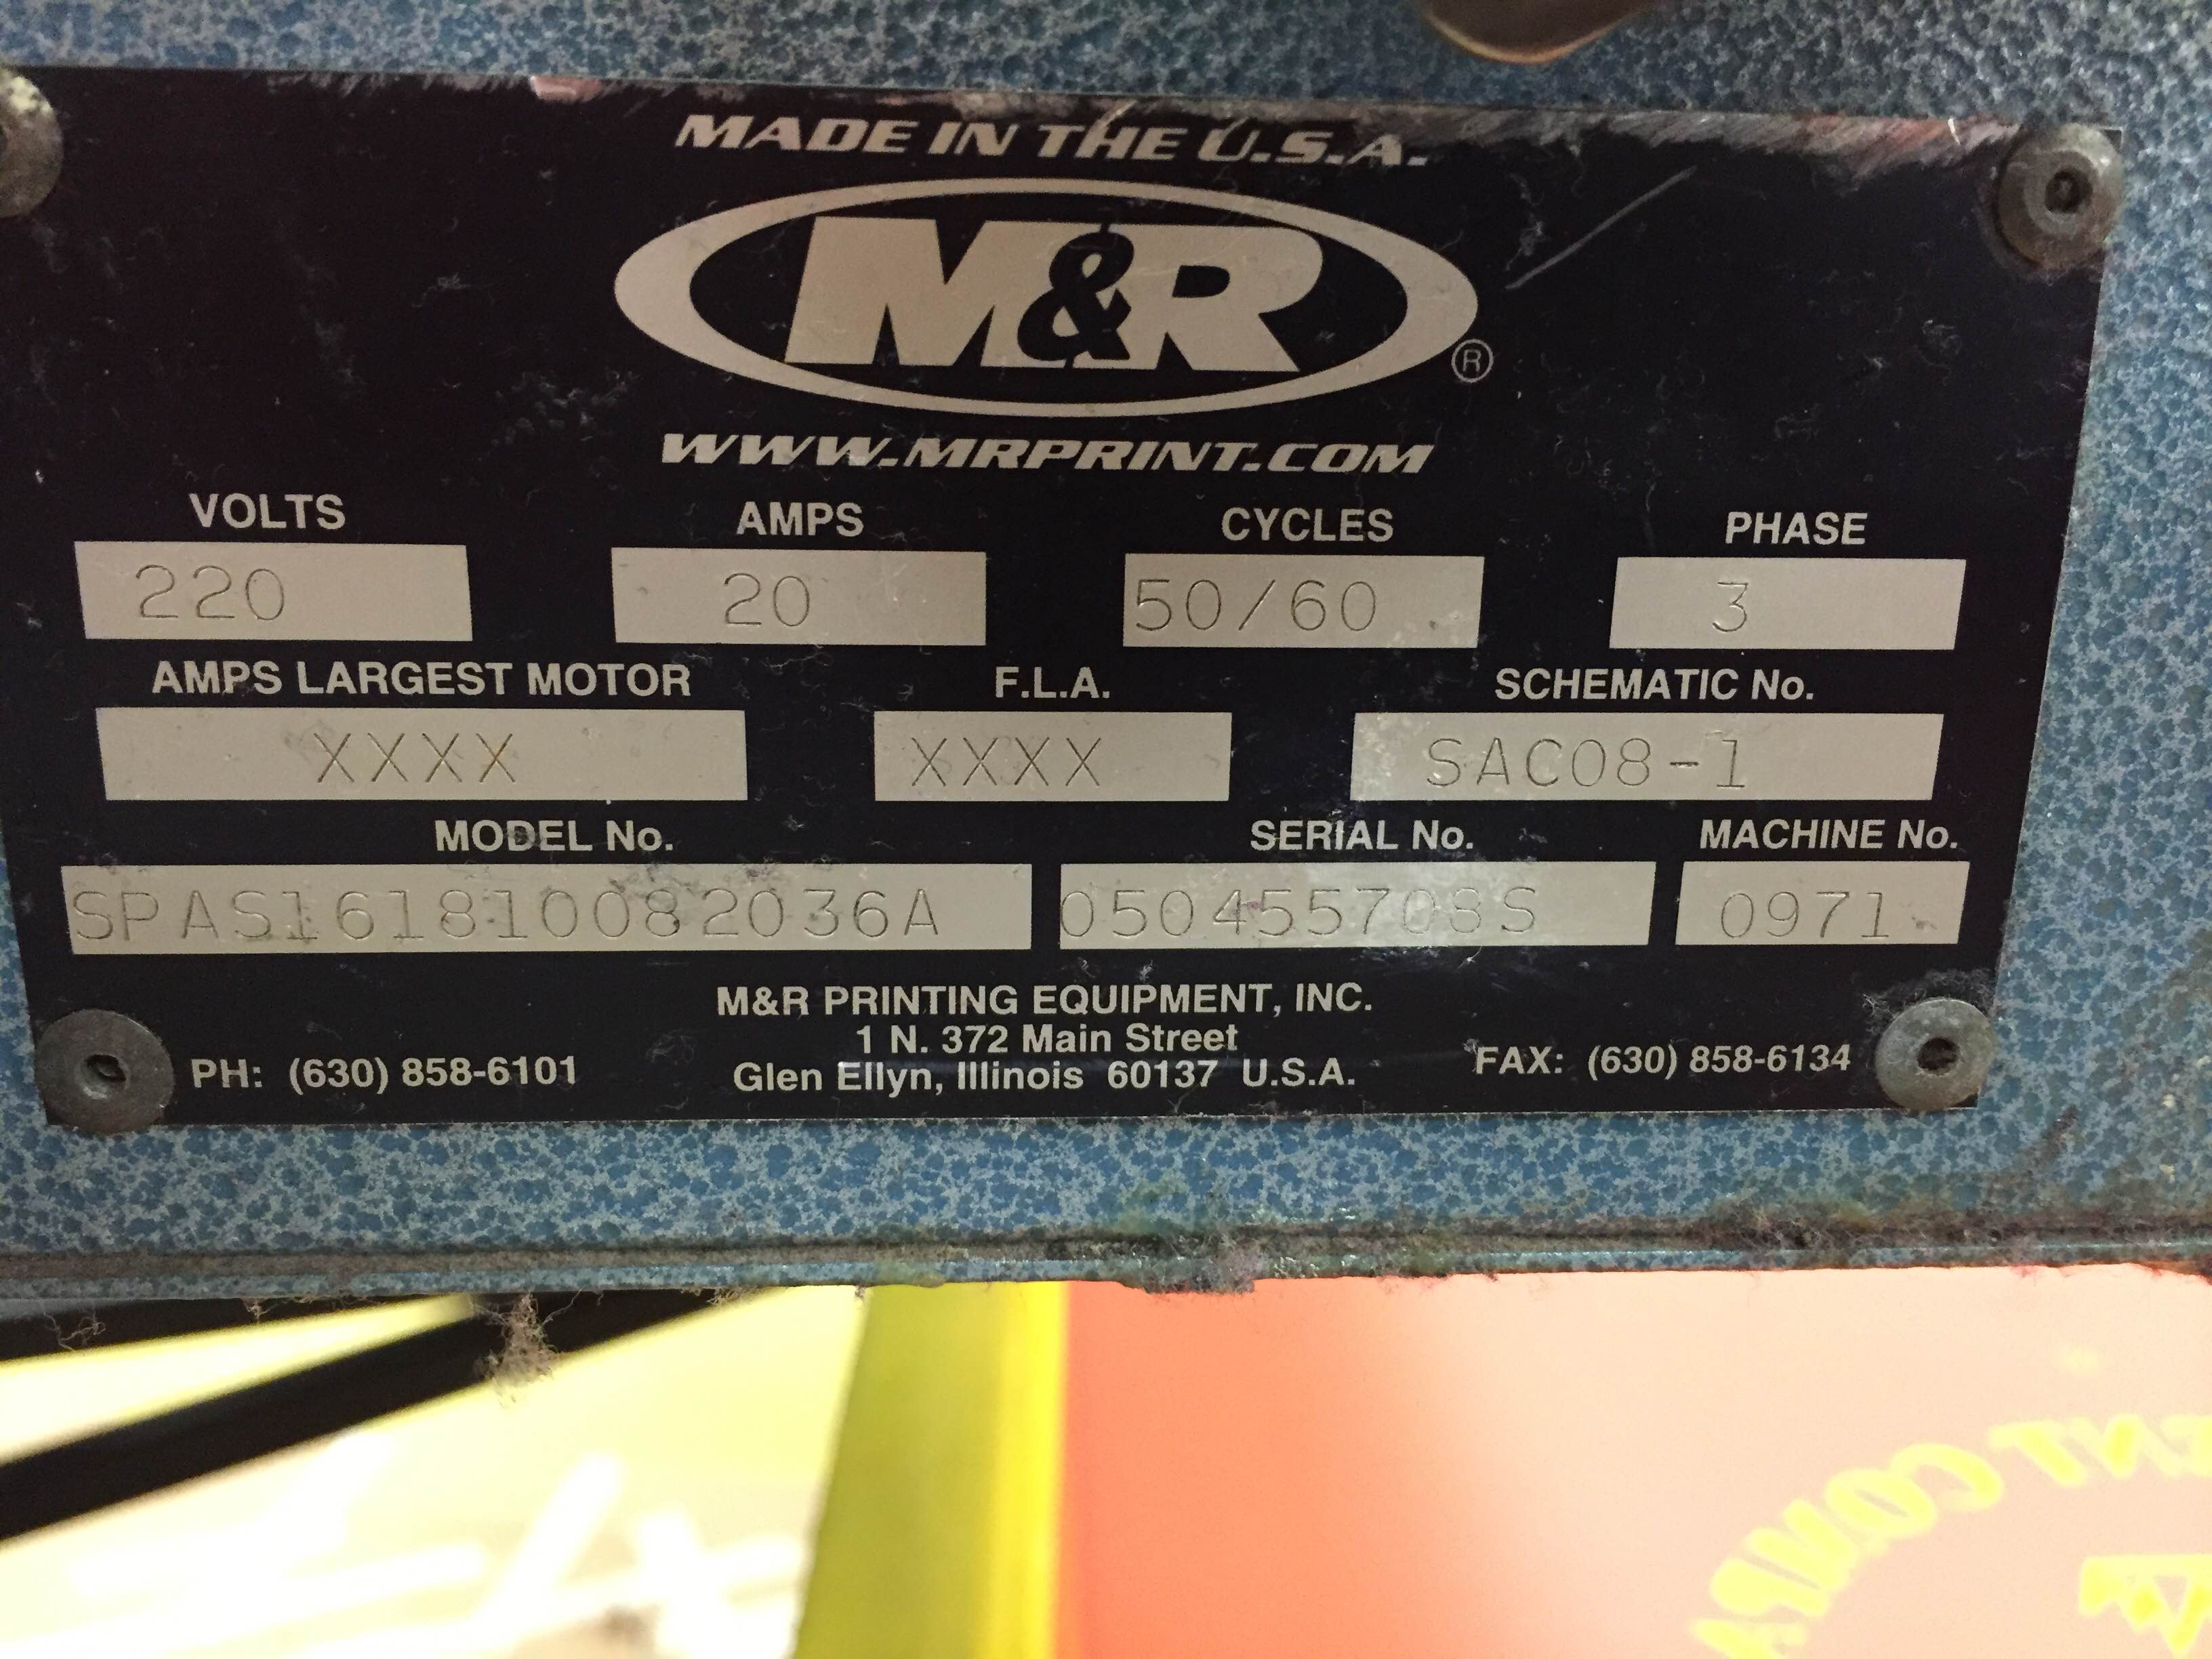 MADE IN THE U.S.A.
M&R®
WWW.MRPRINT.COM
VOLTS AMPS CYCLES PHASE
220 20 50/60 3
AMPS LARGEST MOTOR F.L.A. SCHEMATIC No.
XXXX XXXX SAC08-1
MODEL No. SERIAL No. MACHINE No.
SPAS161810082036A 050455708S 0971
M&R PRINTING EQUIPMENT, INC.
1 N. 372 Main Street
PH: (630) 858-6101 Glen Ellyn, Illinois 60137 U.S.A. FAX: (630) 858-6134